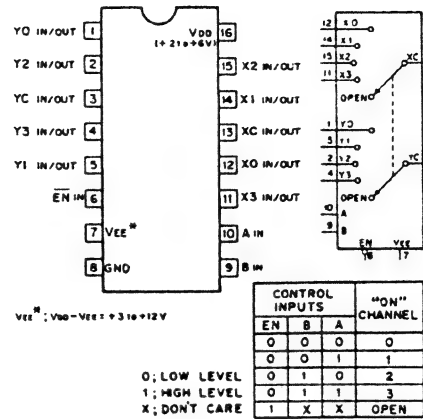 Y0 IN/OUT 1
Y2 IN/OUT 2
YC IN/OUT 3
Y3 IN/OUT 4
Y1 IN/OUT 5
EN IN 6
7 VEE*
8 GND
VDD 16
(+2 to +6V)
15 X2 IN/OUT
14 X1 IN/OUT
13 XC IN/OUT
12 X0 IN/OUT
11 X3 IN/OUT
10 A IN
9 B IN
12 X0
14 X1
15 X2
11 X3
XC
OPEN
1 Y0
5 Y1
2 Y2
4 Y3
YC
OPEN
10 A
9 B
EN VEE
6 7
VEE*; VDD-VEE=+3 to +12V
CONTROL INPUTS "ON" CHANNEL
EN B A
0 0 0 0
0 0 1 1
0 1 0 2
0 1 1 3
1 X X OPEN
0; LOW LEVEL
1; HIGH LEVEL
X; DON'T CARE